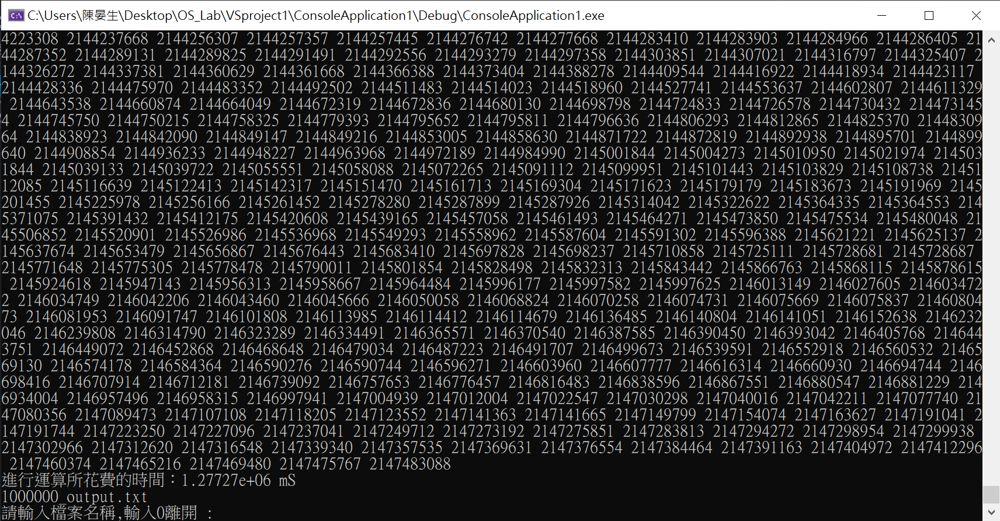 C:\Users\陳晏生\Desktop\OS_Lab\VSproject1\ConsoleApplication1\Debug\ConsoleApplication1.exe
4223308 2144237668 2144256307 2144257357 2144257445 2144276742 2144277668 2144283410 2144283903 2144284966 2144286405 21
44287352 2144289131 2144289825 2144291491 2144292556 2144293279 2144297358 2144303851 2144307021 2144316797 2144325407 2
144326272 2144337381 2144360629 2144361668 2144366388 2144373404 2144388278 2144409544 2144416922 2144418934 2144423117
2144428336 2144475970 2144483352 2144492502 2144511483 2144514023 2144518960 2144527741 2144553637 2144602807 2144611329
2144643538 2144660874 2144664049 2144672319 2144672836 2144680130 2144698798 2144724833 2144726578 2144730432 214473145
4 2144745750 2144750215 2144758325 2144779393 2144795652 2144795811 2144796636 2144806293 2144812865 2144825370 21448309
64 2144838923 2144842090 2144849147 2144849216 2144853005 2144858630 2144871722 2144872819 2144892938 2144895701 2144899
640 2144908854 2144936233 2144948227 2144963968 2144972189 2144984990 2145001844 2145004273 2145010950 2145021974 214503
1844 2145039133 2145039722 2145055551 2145058088 2145072265 2145091112 2145099951 2145101443 2145103829 2145108738 21451
12085 2145116639 2145122413 2145142317 2145151470 2145161713 2145169304 2145171623 2145179179 2145183673 2145191969 2145
201455 2145225978 2145256166 2145261452 2145278280 2145287899 2145287926 2145314042 2145322622 2145364335 2145364553 214
5371075 2145391432 2145412175 2145420608 2145439165 2145457058 2145461493 2145464271 2145473850 2145475534 2145480048 21
45506852 2145520901 2145526986 2145536968 2145549293 2145558962 2145587604 2145591302 2145596388 2145621221 2145625137 2
145637674 2145653479 2145656867 2145676443 2145683410 2145697828 2145698237 2145710858 2145725111 2145728681 2145728687
2145771648 2145775305 2145778478 2145790011 2145801854 2145828498 2145832313 2145843442 2145866763 2145868115 2145878615
2145924618 2145947143 2145956313 2145958667 2145964484 2145996177 2145997582 2145997625 2146013149 2146027605 214603472
2 2146034749 2146042206 2146043460 2146045666 2146050058 2146068824 2146070258 2146074731 2146075669 2146075837 21460804
73 2146081953 2146091747 2146101808 2146113985 2146114412 2146114679 2146136485 2146140804 2146141051 2146152638 2146232
046 2146239808 2146314790 2146323289 2146334491 2146365571 2146370540 2146387585 2146390450 2146393042 2146405768 214644
3751 2146449072 2146452868 2146468648 2146479034 2146487223 2146491707 2146499673 2146539591 2146552918 2146560532 21465
69130 2146574178 2146584364 2146590276 2146590744 2146596271 2146603960 2146607777 2146616314 2146660930 2146694744 2146
698416 2146707914 2146712181 2146739092 2146757653 2146776457 2146816483 2146838596 2146867551 2146880547 2146881229 214
6934004 2146957496 2146958315 2146997941 2147004939 2147012004 2147022547 2147030298 2147040016 2147042211 2147077740 21
47080356 2147089473 2147107108 2147118205 2147123552 2147141363 2147141665 2147149799 2147154074 2147163627 2147191041 2
147191744 2147223250 2147227096 2147237041 2147249712 2147273192 2147275851 2147283813 2147294272 2147298954 2147299938
2147302966 2147312620 2147316548 2147339340 2147357535 2147369631 2147376554 2147384464 2147391163 2147404972 2147412296
2147460374 2147465216 2147469480 2147475767 2147483088
進行運算所花費的時間：1.27727e+06 mS
1000000_output.txt
請輸入檔案名稱,輸入0離開 :